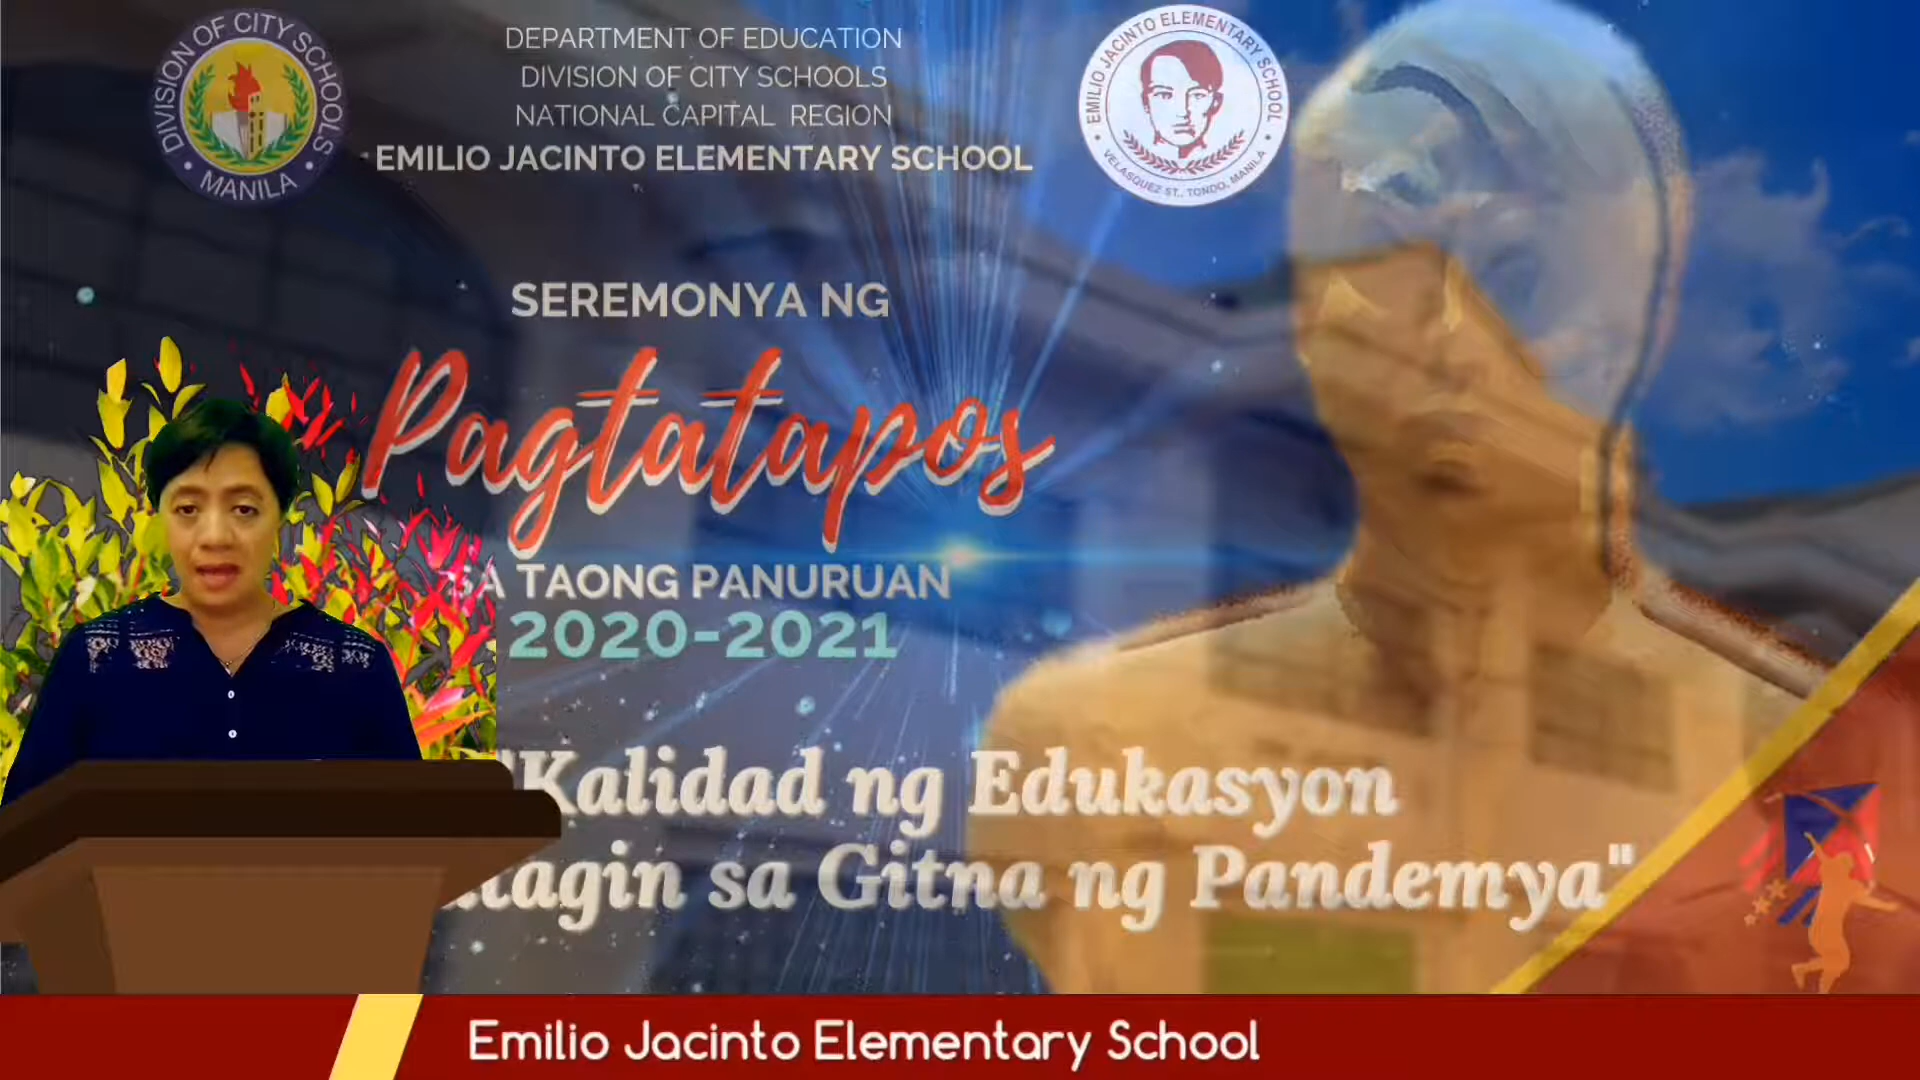 DIVISION OF CITY SCHOOLS
MANILA
DEPARTMENT OF EDUCATION
DIVISION OF CITY SCHOOLS
NATIONAL CAPITAL REGION
EMILIO JACINTO ELEMENTARY SCHOOL
EMILIO JACINTO ELEMENTARY SCHOOL
VELASQUEZ ST., TONDO, MANILA
SEREMONYA NG
Pagtatapos
SA TAONG PANURUAN
2020-2021
"Kalidad ng Edukasyon
sa Gitna ng Pandemya"
Emilio Jacinto Elementary School